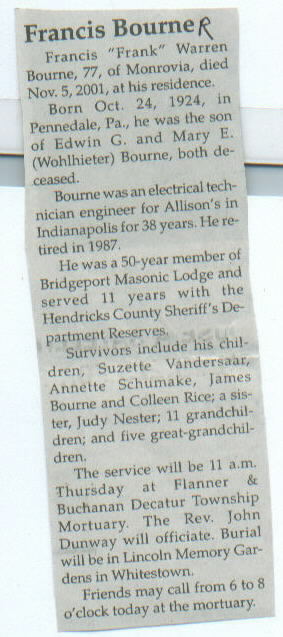 Francis Bourne R
Francis "Frank" Warren
Bourne, 77, of Monrovia, died
Nov. 5, 2001, at his residence.
Born Oct. 24, 1924, in
Pennedale, Pa., he was the son
of Edwin G. and Mary E.
(Wohlhieter) Bourne, both de-
ceased.
Bourne was an electrical tech-
nician engineer for Allison's in
Indianapolis for 38 years. He re-
tired in 1987.
He was a 50-year member of
Bridgeport Masonic Lodge and
served 11 years with the
Hendricks County Sheriff's De-
partment Reserves.
Survivors include his chil-
dren, Suzette Vandersaar,
Annette Schumake, James
Bourne and Colleen Rice; a sis-
ter, Judy Nester; 11 grandchil-
dren; and five great-grandchil-
dren.
The service will be 11 a.m.
Thursday at Flanner &
Buchanan Decatur Township
Mortuary. The Rev. John
Dunway will officiate. Burial
will be in Lincoln Memory Gar-
dens in Whitestown.
Friends may call from 6 to 8
o'clock today at the mortuary.